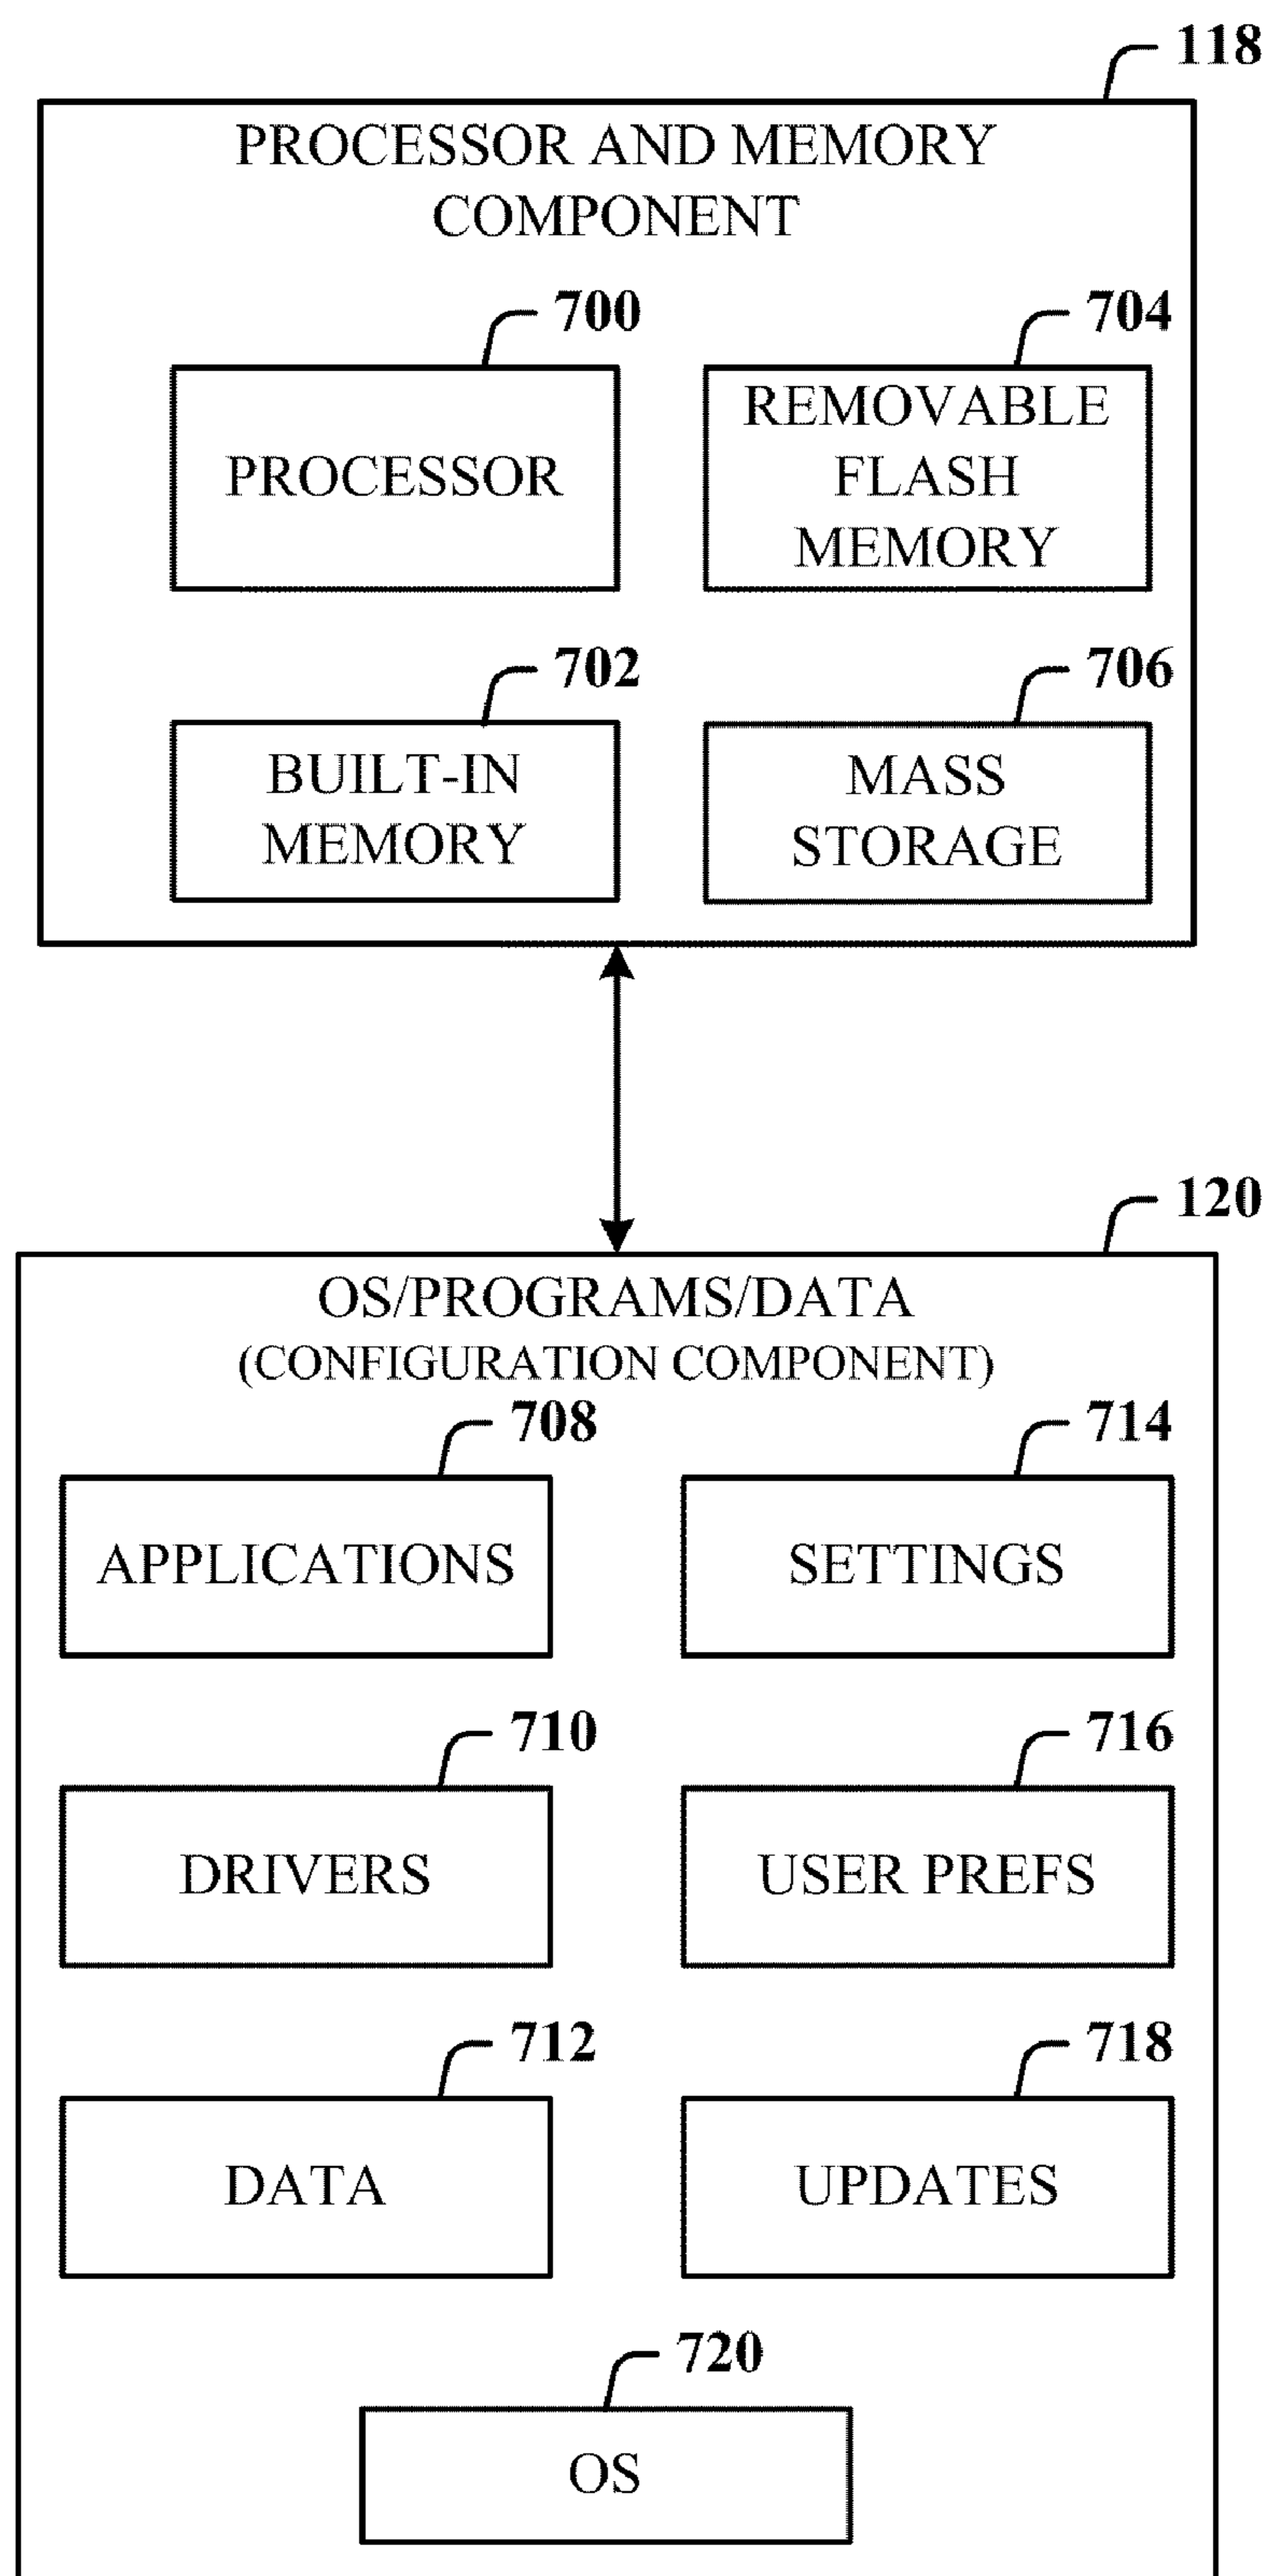 118
PROCESSOR AND MEMORY
COMPONENT
700
PROCESSOR
704
REMOVABLE
FLASH
MEMORY
702
BUILT-IN
MEMORY
706
MASS
STORAGE
120
OS/PROGRAMS/DATA
(CONFIGURATION COMPONENT)
708
APPLICATIONS
714
SETTINGS
710
DRIVERS
716
USER PREFS
712
DATA
718
UPDATES
720
OS